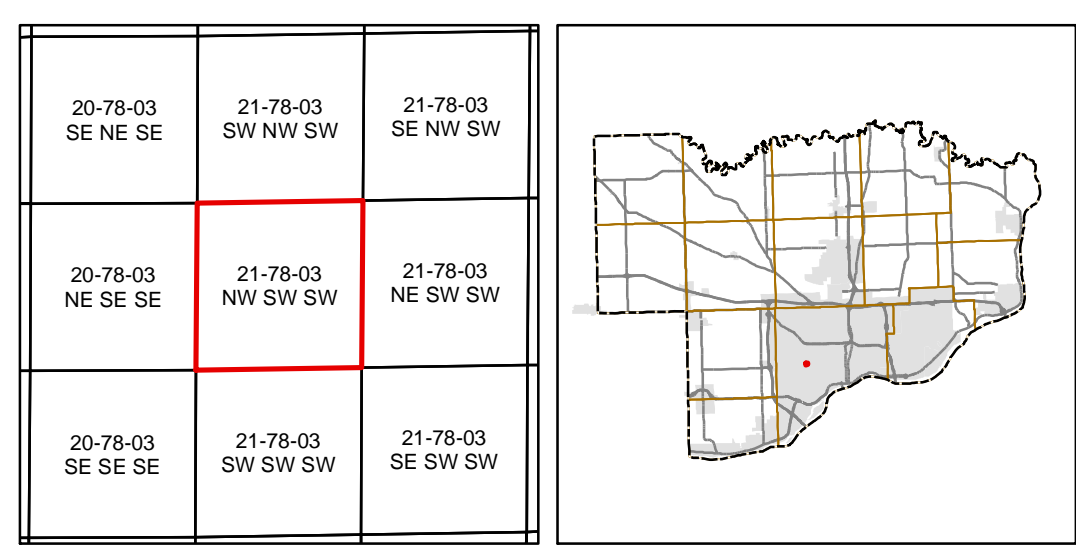 20-78-03
SE NE SE
21-78-03
SW NW SW
21-78-03
SE NW SW
20-78-03
NE SE SE
21-78-03
NW SW SW
21-78-03
NE SW SW
20-78-03
SE SE SE
21-78-03
SW SW SW
21-78-03
SE SW SW